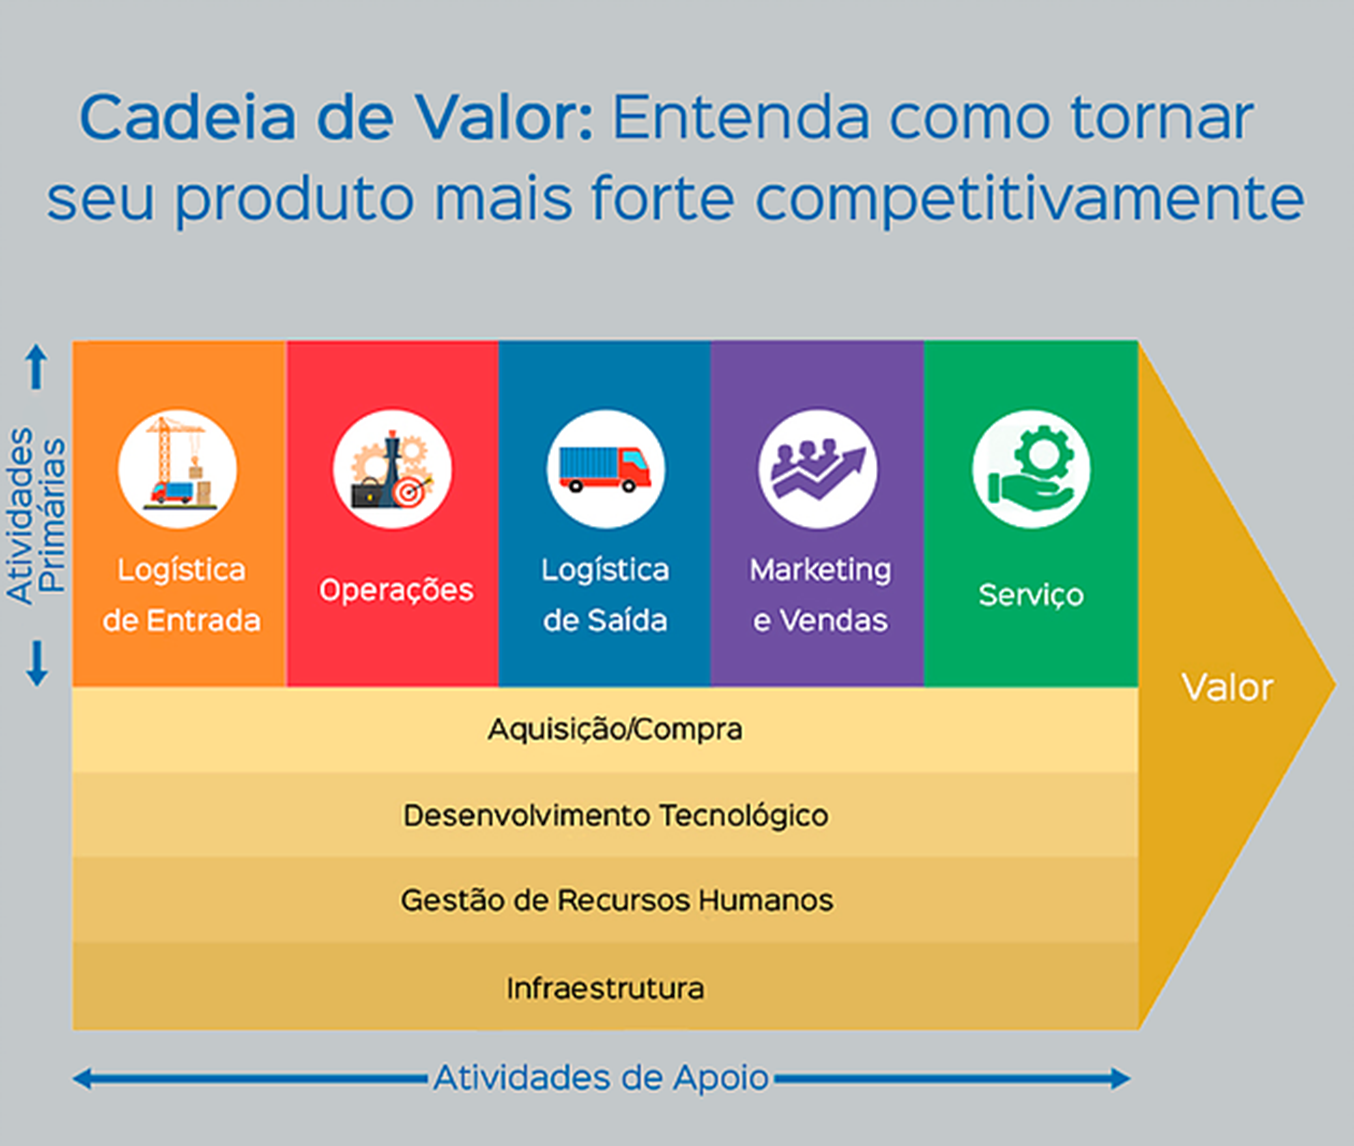 Cadeia de Valor: Entenda como tornar
seu produto mais forte competitivamente
Atividades
Primárias
Logística
de Entrada
Operações
Logística
de Saída
Marketing
e Vendas
Serviço
Valor
Aquisição/Compra
Desenvolvimento Tecnológico
Gestão de Recursos Humanos
Infraestrutura
Atividades de Apoio